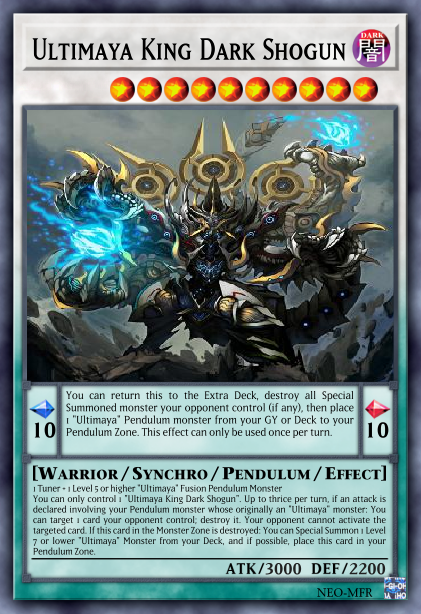 ULTIMAYA KING DARK SHOGUN
DARK
闇
You can return this to the Extra Deck, destroy all Special
Summoned monster your opponent control (if any), then place
1 "Ultimaya" Pendulum monster from your GY or Deck to your
Pendulum Zone. This effect can only be used once per turn.
10
10
[WARRIOR / SYNCHRO / PENDULUM / EFFECT]
1 Tuner + 1 Level 5 or higher "Ultimaya" Fusion Pendulum Monster
You can only control 1 "Ultimaya King Dark Shogun". Up to thrice per turn, if an attack is
declared involving your Pendulum monster whose originally an "Ultimaya" monster: You
can target 1 card your opponent control; destroy it. Your opponent cannot activate the
targeted card. If this card in the Monster Zone is destroyed: You can Special Summon 1 Level
7 or lower "Ultimaya" Monster from your Deck, and if possible, place this card in your
Pendulum Zone.
ATK/3000 DEF/2200
NEO-MFR